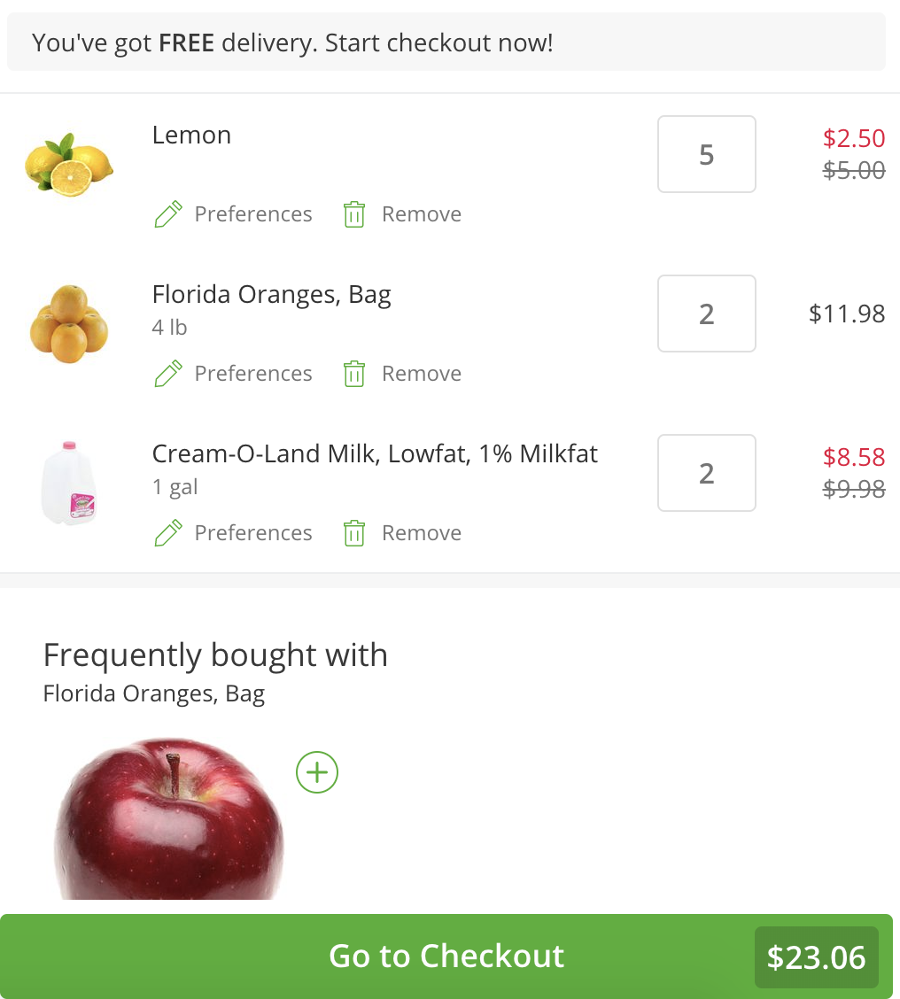 You've got FREE delivery. Start checkout now!
Lemon
5
$2.50
$5.00
Preferences
Remove
Florida Oranges, Bag
4 lb
2
$11.98
Preferences
Remove
Cream-O-Land Milk, Lowfat, 1% Milkfat
1 gal
2
$8.58
$9.98
Preferences
Remove
Frequently bought with
Florida Oranges, Bag
Go to Checkout
$23.06